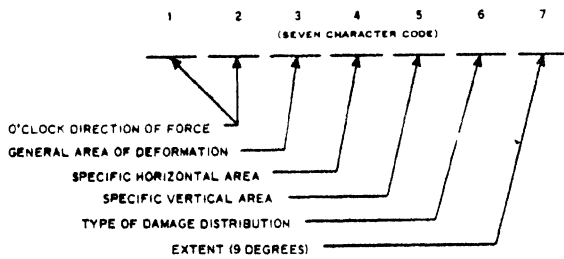 1 2 3 4 5 6 7
(SEVEN CHARACTER CODE)
O'CLOCK DIRECTION OF FORCE
GENERAL AREA OF DEFORMATION
SPECIFIC HORIZONTAL AREA
SPECIFIC VERTICAL AREA
TYPE OF DAMAGE DISTRIBUTION
EXTENT (9 DEGREES)